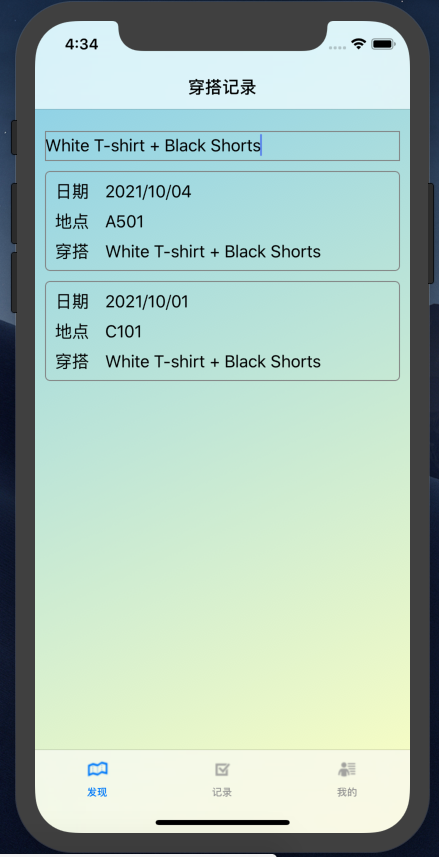 4:34
穿搭记录
White T-shirt + Black Shorts
日期 2021/10/04
地点 A501
穿搭 White T-shirt + Black Shorts
日期 2021/10/01
地点 C101
穿搭 White T-shirt + Black Shorts
发现 记录 我的